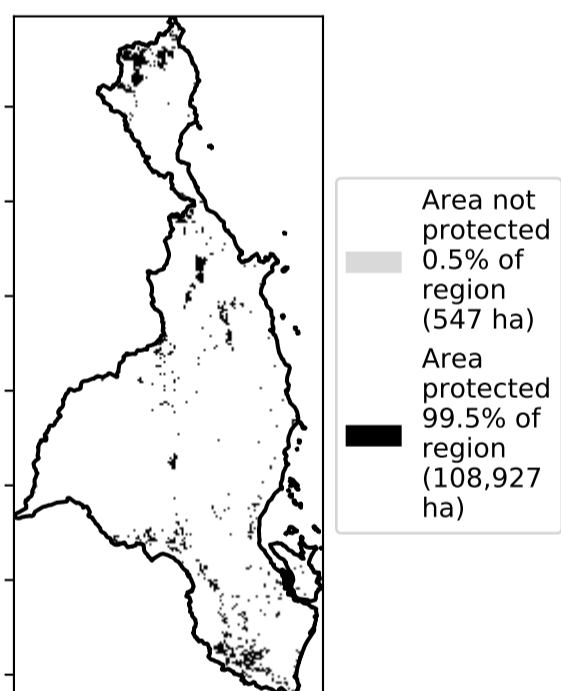 Area not
protected
0.5% of
region
(547 ha)
Area
protected
99.5% of
region
(108,927
ha)